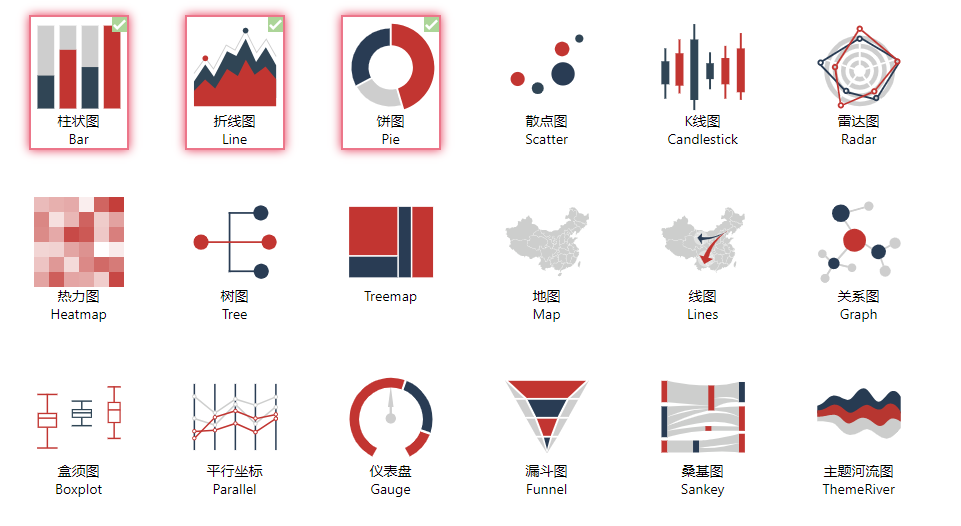 柱状图
Bar
折线图
Line
饼图
Pie
散点图
Scatter
K线图
Candlestick
雷达图
Radar
热力图
Heatmap
树图
Tree
Treemap
地图
Map
线图
Lines
关系图
Graph
盒须图
Boxplot
平行坐标
Parallel
仪表盘
Gauge
漏斗图
Funnel
桑基图
Sankey
主题河流图
ThemeRiver